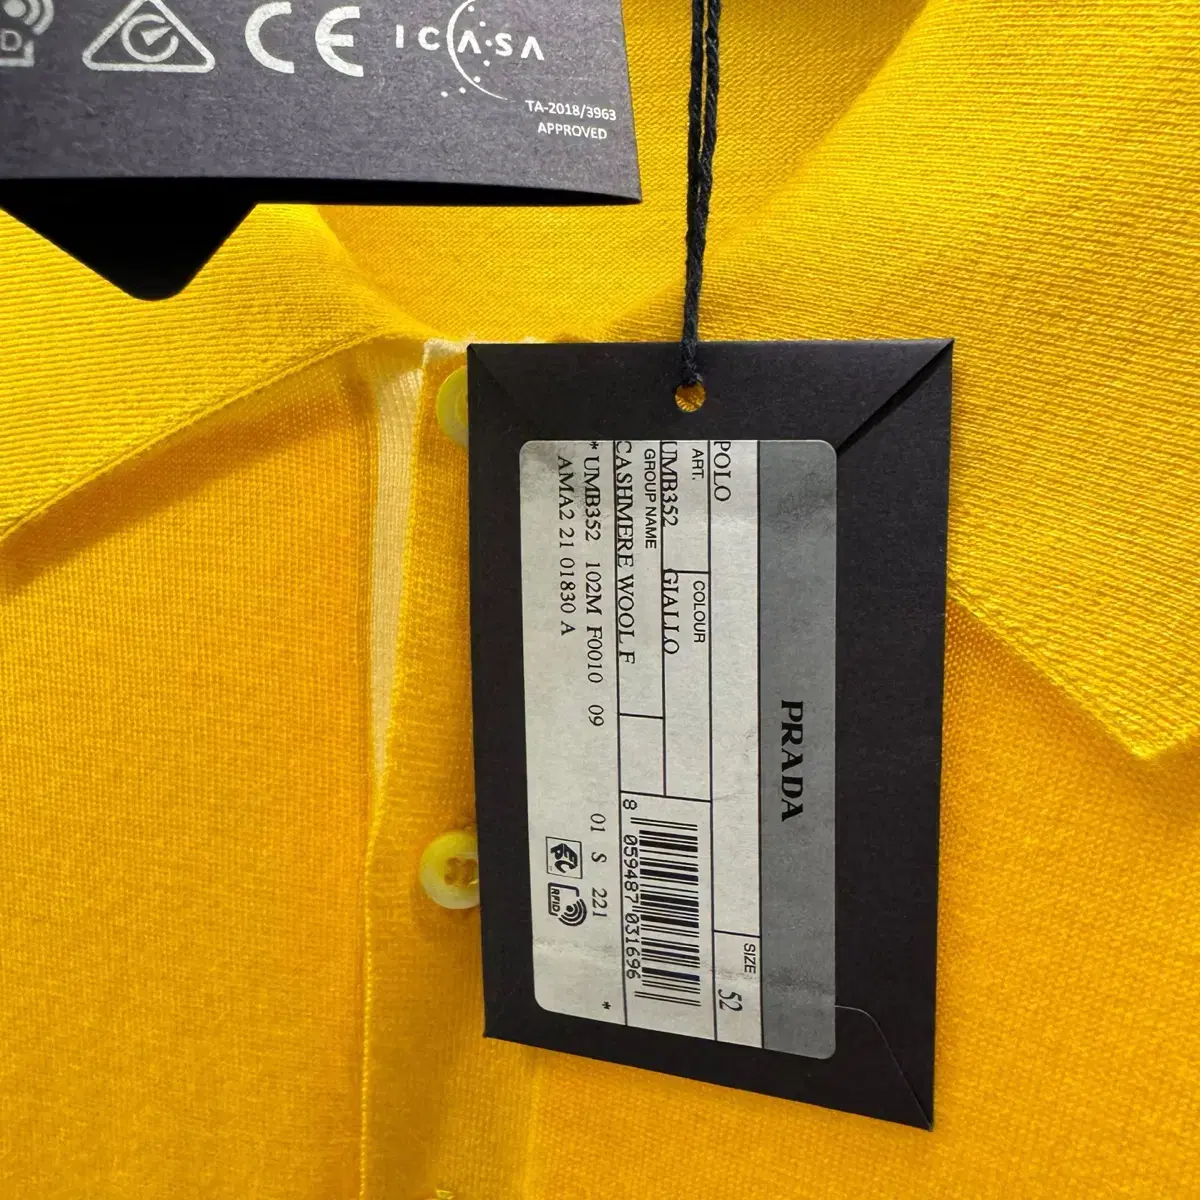 D
CE
ICASA
TA-2018/3963
APPROVED
PRADA
POLO
SIZE
52
ART.
COLOUR
UMB352
GIALLO
GROUP NAME
CASHMERE WOOL F
8 059487 031696
* UMB352 102M F0010 09 01 S 221 *
AMA2 21 01830 A
EPC
RFID